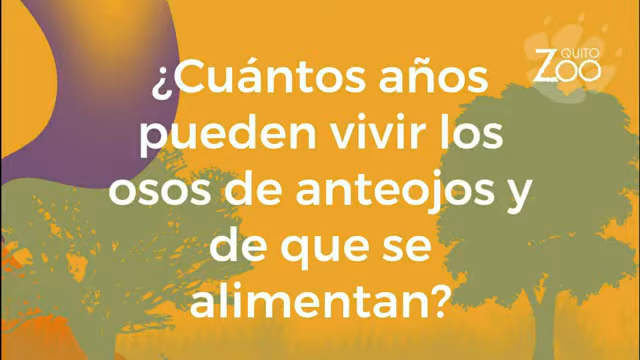 QUITO
ZOO
¿Cuántos años
pueden vivir los
osos de anteojos y
de que se
alimentan?